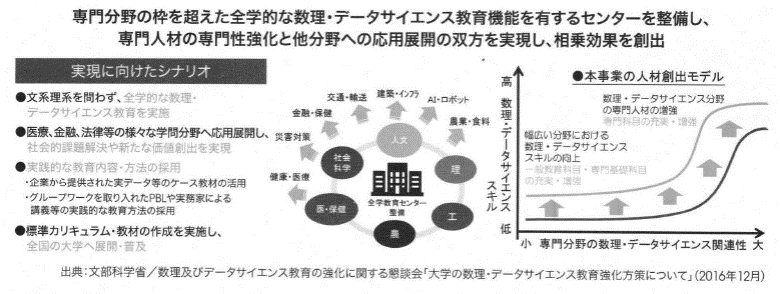 専門分野の枠を超えた全学的な数理・データサイエンス教育機能を有するセンターを整備し、
専門人材の専門性強化と他分野への応用展開の双方を実現し、相乗効果を創出
実現に向けたシナリオ
●文系理系を問わず、全学的な数理・
データサイエンス教育を実施
●医療、金融、法律等の様々な学問分野へ応用展開し、
社会的課題解決や新たな価値創出を実現
●実践的な教育内容・方法の採用
・企業から提供された実データ等のケース教材の活用
・グループワークを取り入れたPBLや実務家による
講義等の実践的な教育方法の採用
●標準カリキュラム・教材の作成を実施し、
全国の大学へ展開・普及
健康・医療
災害対策
金融・保健
交通・輸送
建築・インフラ
AI・ロボット
農業・食料
人文
社会
科学
理
医・保健
工
農
全学教育センター
整備
●本事業の人材創出モデル
高
数理・データサイエンススキル
低
数理・データサイエンス分野
の専門人材の増強
専門科目の充実・増強
幅広い分野における
数理・データサイエンス
スキルの向上
一般教育科目・専門基礎科目
の充実・増強
小 専門分野の数理・データサイエンス関連性 大
出典:文部科学省/数理及びデータサイエンス教育の強化に関する懇談会「大学の数理・データサイエンス教育強化方策について」(2016年12月)